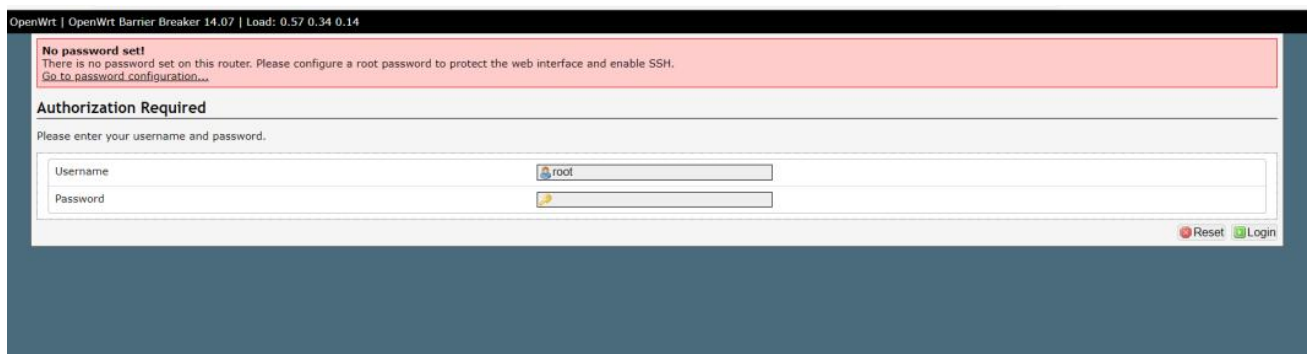 OpenWrt | OpenWrt Barrier Breaker 14.07 | Load: 0.57 0.34 0.14
No password set!
There is no password set on this router. Please configure a root password to protect the web interface and enable SSH.
Go to password configuration...
Authorization Required
Please enter your username and password.
Username root
Password
Reset Login